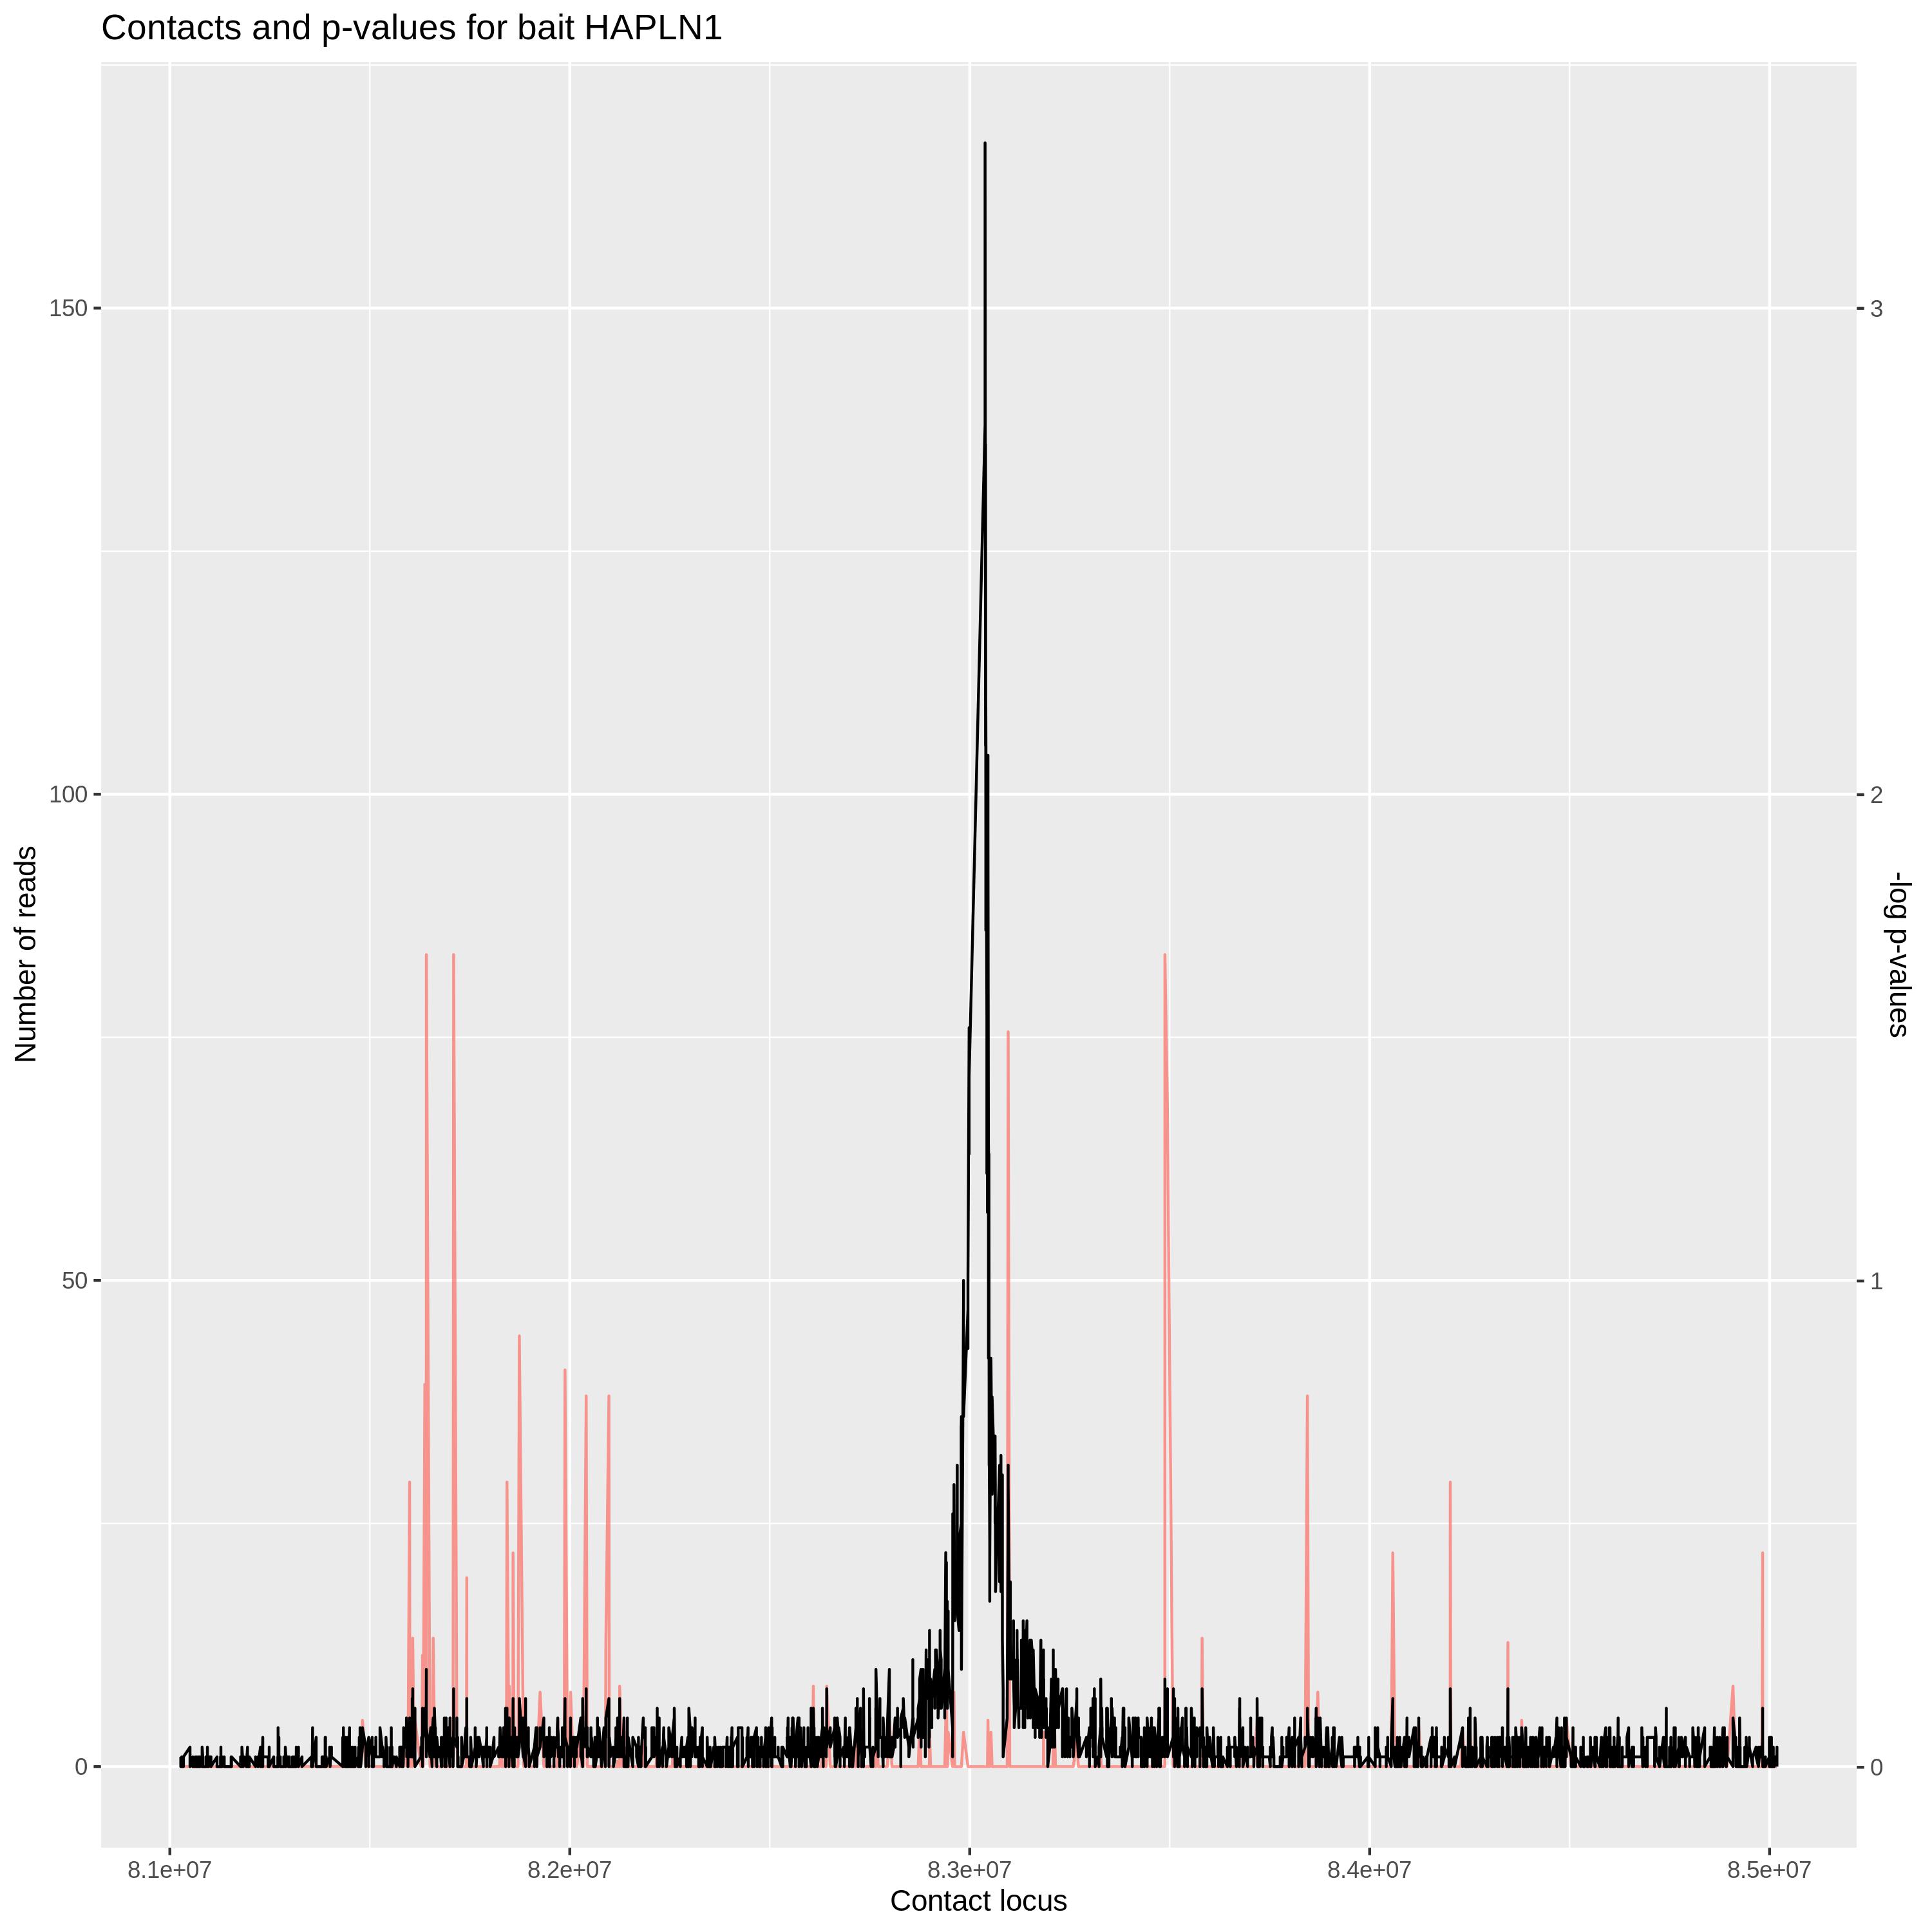 Contacts and p-values for bait HAPLN1
150
100
50
0
Number of reads
3
2
1
0
-log p-values
8.1e+07
8.2e+07
8.3e+07
8.4e+07
8.5e+07
Contact locus